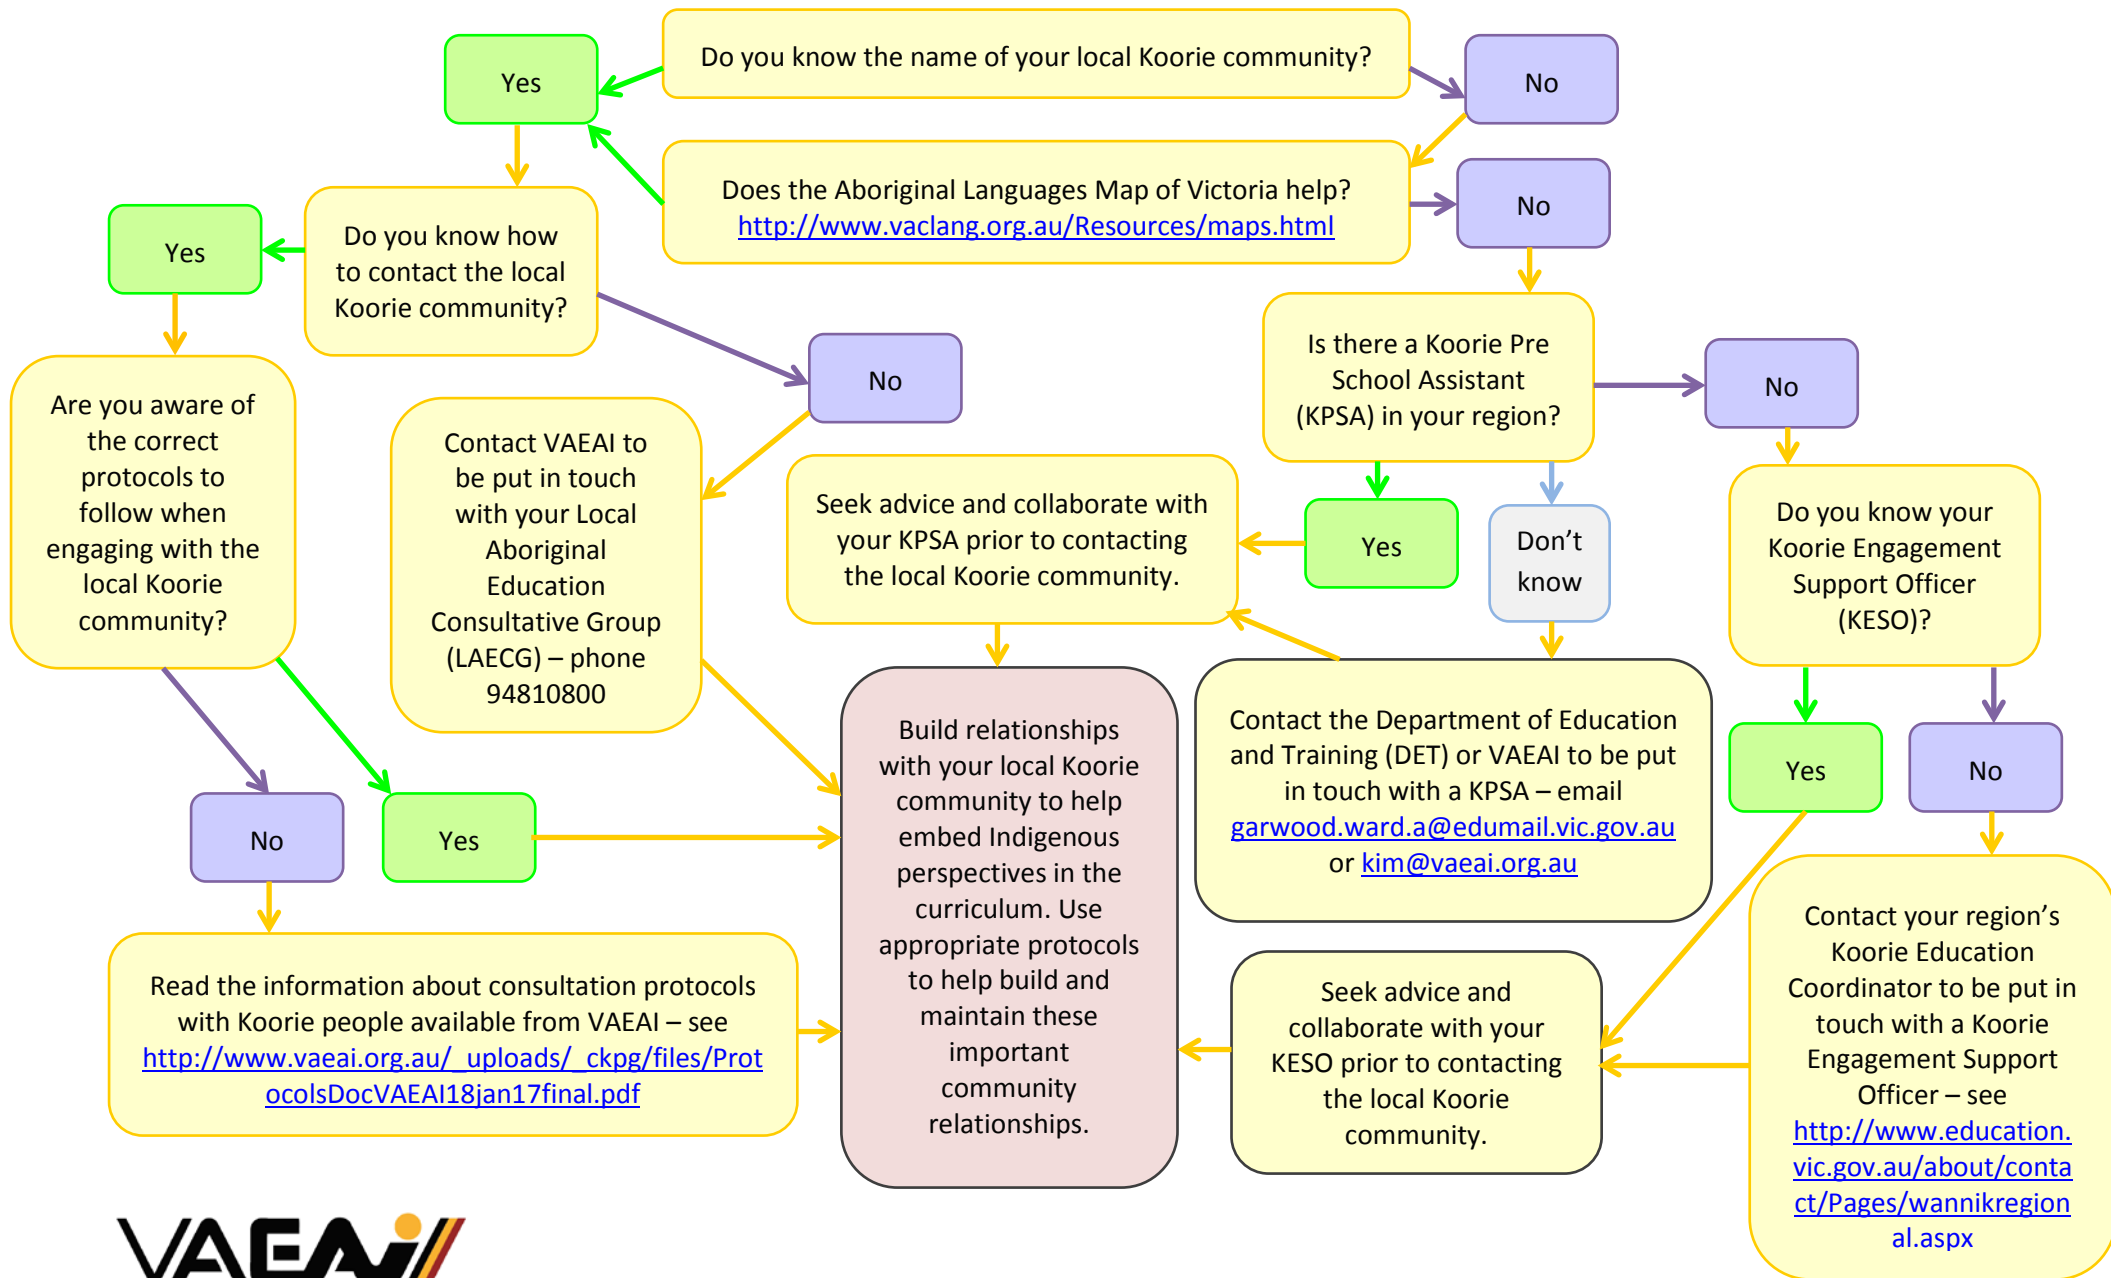 Do you know the name of your local Koorie community?
Yes
No
Does the Aboriginal Languages Map of Victoria help?
http://www.vaclang.org.au/Resources/maps.html
No
Do you know how
to contact the local
Koorie community?
Yes
No
Is there a Koorie Pre
School Assistant
(KPSA) in your region?
No
Are you aware of
the correct
protocols to
follow when
engaging with the
local Koorie
community?
Contact VAEAI to
be put in touch
with your Local
Aboriginal
Education
Consultative Group
(LAECG) – phone
94810800
Seek advice and collaborate with
your KPSA prior to contacting
the local Koorie community.
Yes
Don’t
know
Do you know your
Koorie Engagement
Support Officer
(KESO)?
Contact the Department of Education
and Training (DET) or VAEAI to be put
in touch with a KPSA – email
garwood.ward.a@edumail.vic.gov.au
or kim@vaeai.org.au
Yes
No
No
Yes
Build relationships
with your local Koorie
community to help
embed Indigenous
perspectives in the
curriculum. Use
appropriate protocols
to help build and
maintain these
important
community
relationships.
Read the information about consultation protocols
with Koorie people available from VAEAI – see
http://www.vaeai.org.au/_uploads/_ckpg/files/Prot
ocolsDocVAEAI18jan17final.pdf
Seek advice and
collaborate with your
KESO prior to contacting
the local Koorie
community.
Contact your region’s
Koorie Education
Coordinator to be put in
touch with a Koorie
Engagement Support
Officer – see
http://www.education.
vic.gov.au/about/conta
ct/Pages/wannikregion
al.aspx
VAEAI